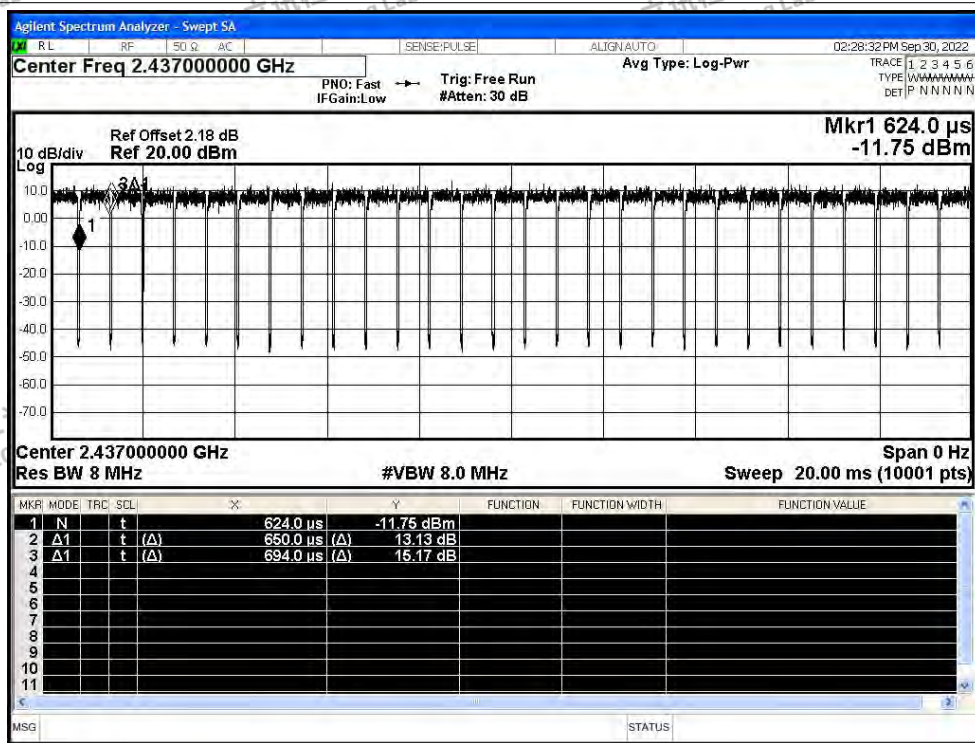 Agilent Spectrum Analyzer - Swept SA
RL RF 50 Ω AC SENSE:PULSE ALIGNAUTO 02:28:32 PM Sep 30, 2022
Center Freq 2.437000000 GHz
PNO: Fast Trig: Free Run
IFGain:Low #Atten: 30 dB
Avg Type: Log-Pwr
TRACE 1 2 3 4 5 6
TYPE
DET P N N N N N
Mkr1 624.0 µs
-11.75 dBm
Ref Offset 2.18 dB
10 dB/div Ref 20.00 dBm
Log
10.0
0.00
-10.0
-20.0
-30.0
-40.0
-50.0
-60.0
-70.0
3Δ1
1
Center 2.437000000 GHz Span 0 Hz
Res BW 8 MHz #VBW 8.0 MHz Sweep 20.00 ms (10001 pts)
MKR MODE TRC SCL X Y FUNCTION FUNCTION WIDTH FUNCTION VALUE
1 N t 624.0 µs -11.75 dBm
2 Δ1 t (Δ) 650.0 µs (Δ) 13.13 dB
3 Δ1 t (Δ) 694.0 µs (Δ) 15.17 dB
4
5
6
7
8
9
10
11
MSG STATUS